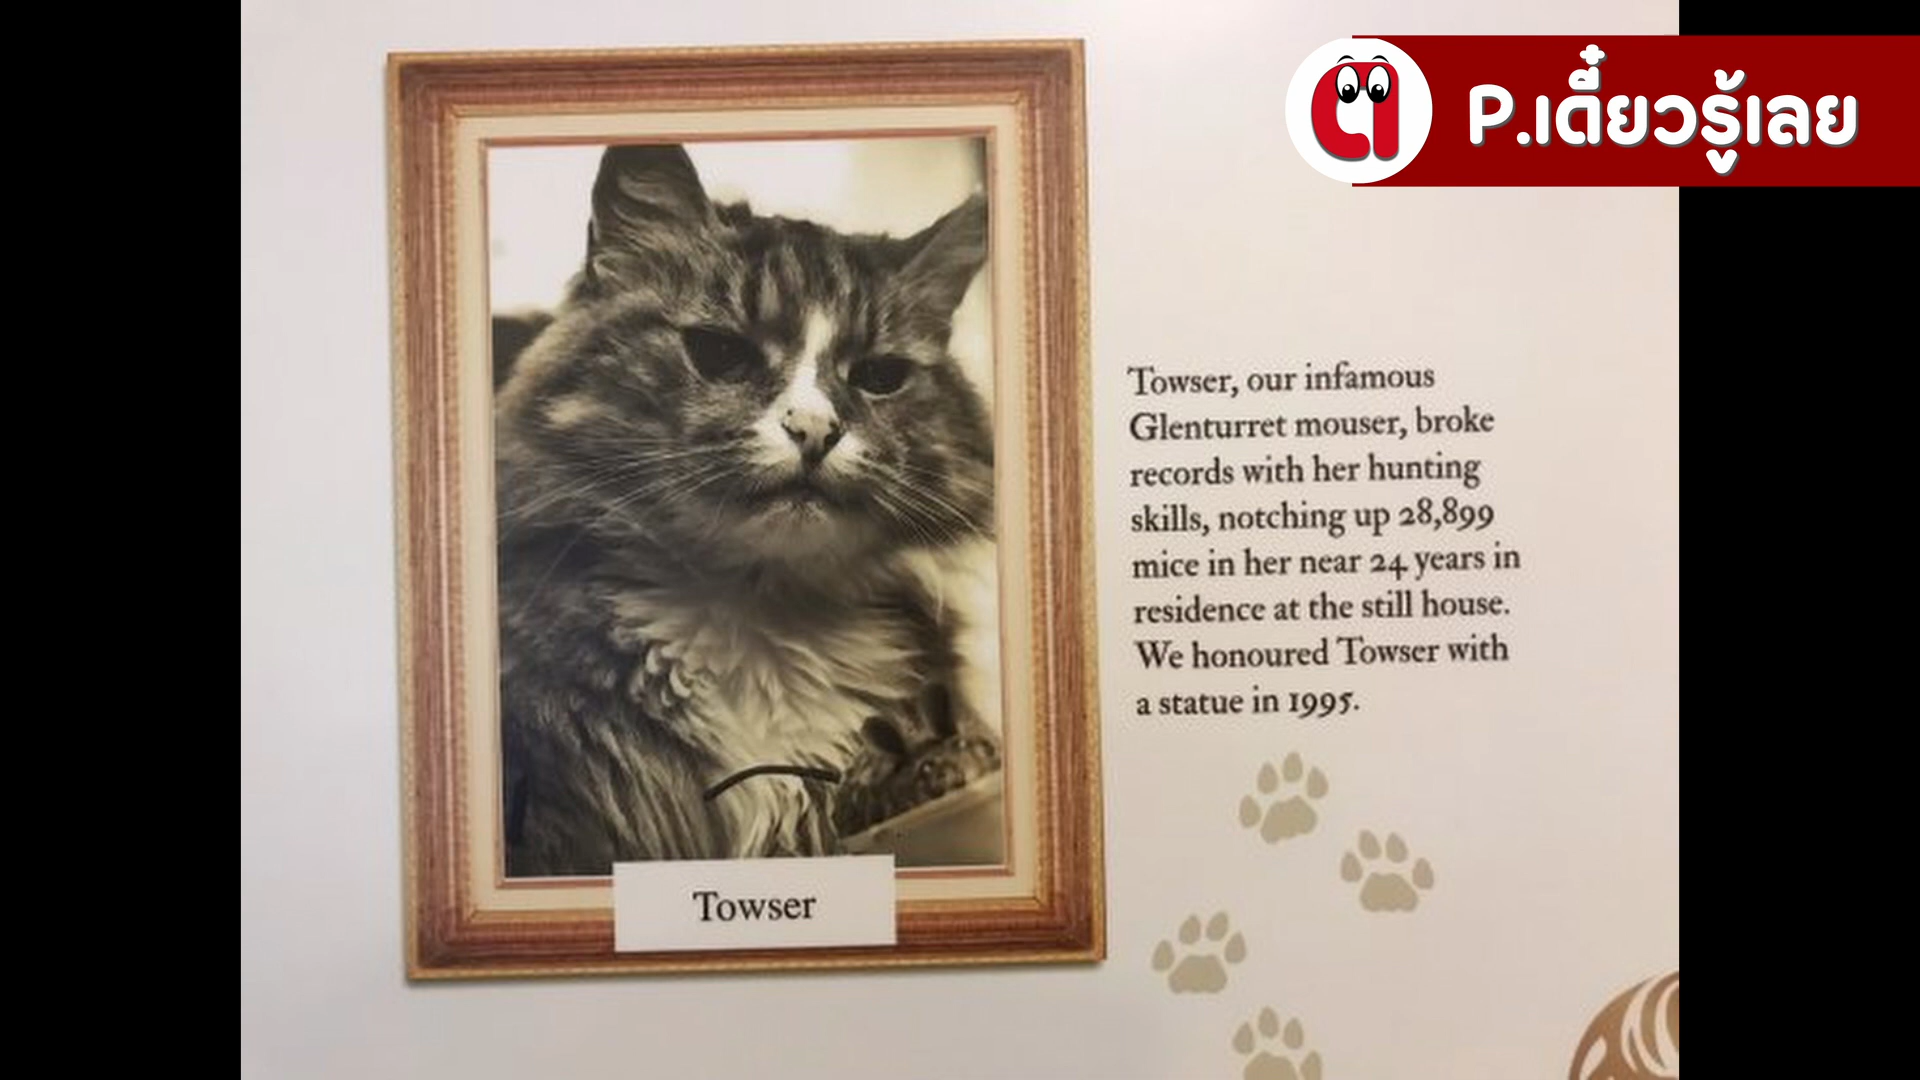 P.เดี๋ยวรู้เลย
Towser, our infamous
Glenturret mouser, broke
records with her hunting
skills, notching up 28,899
mice in her near 24 years in
residence at the still house.
We honoured Towser with
a statue in 1995.
Towser